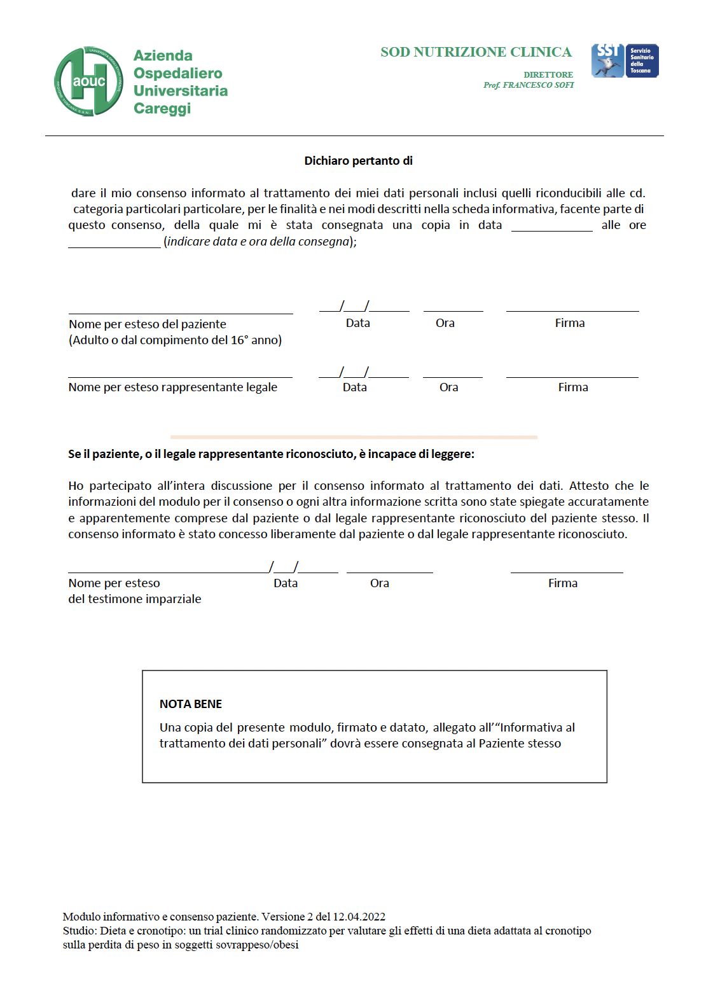 Azienda
Ospedaliero
Universitaria
Careggi
aouc
SOD NUTRIZIONE CLINICA
DIRETTORE
Prof. FRANCESCO SOFI
SST
Servizio
Sanitario
della
Toscana
Dichiaro pertanto di
dare il mio consenso informato al trattamento dei miei dati personali inclusi quelli riconducibili alle cd.
categoria particolari particolare, per le finalità e nei modi descritti nella scheda informativa, facente parte di
questo consenso, della quale mi è stata consegnata una copia in data ____________ alle ore
______________ (indicare data e ora della consegna);
___/___/______
Nome per esteso del paziente Data Ora Firma
(Adulto o dal compimento del 16° anno)
___/___/______
Nome per esteso rappresentante legale Data Ora Firma
Se il paziente, o il legale rappresentante riconosciuto, è incapace di leggere:
Ho partecipato all’intera discussione per il consenso informato al trattamento dei dati. Attesto che le
informazioni del modulo per il consenso o ogni altra informazione scritta sono state spiegate accuratamente
e apparentemente comprese dal paziente o dal legale rappresentante riconosciuto del paziente stesso. Il
consenso informato è stato concesso liberamente dal paziente o dal legale rappresentante riconosciuto.
______________________________/___/______
Nome per esteso Data Ora Firma
del testimone imparziale
NOTA BENE
Una copia del presente modulo, firmato e datato, allegato all’“Informativa al
trattamento dei dati personali” dovrà essere consegnata al Paziente stesso
Modulo informativo e consenso paziente. Versione 2 del 12.04.2022
Studio: Dieta e cronotipo: un trial clinico randomizzato per valutare gli effetti di una dieta adattata al cronotipo
sulla perdita di peso in soggetti sovrappeso/obesi